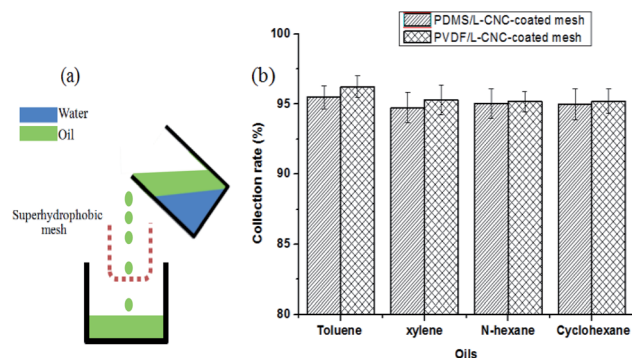 (a)
Water
Oil
Superhydrophobic
mesh
(b)
PDMS/L-CNC-coated mesh
PVDF/L-CNC-coated mesh
Collection rate (%)
100
95
90
85
80
Toluene
xylene
N-hexane
Cyclohexane
Oils